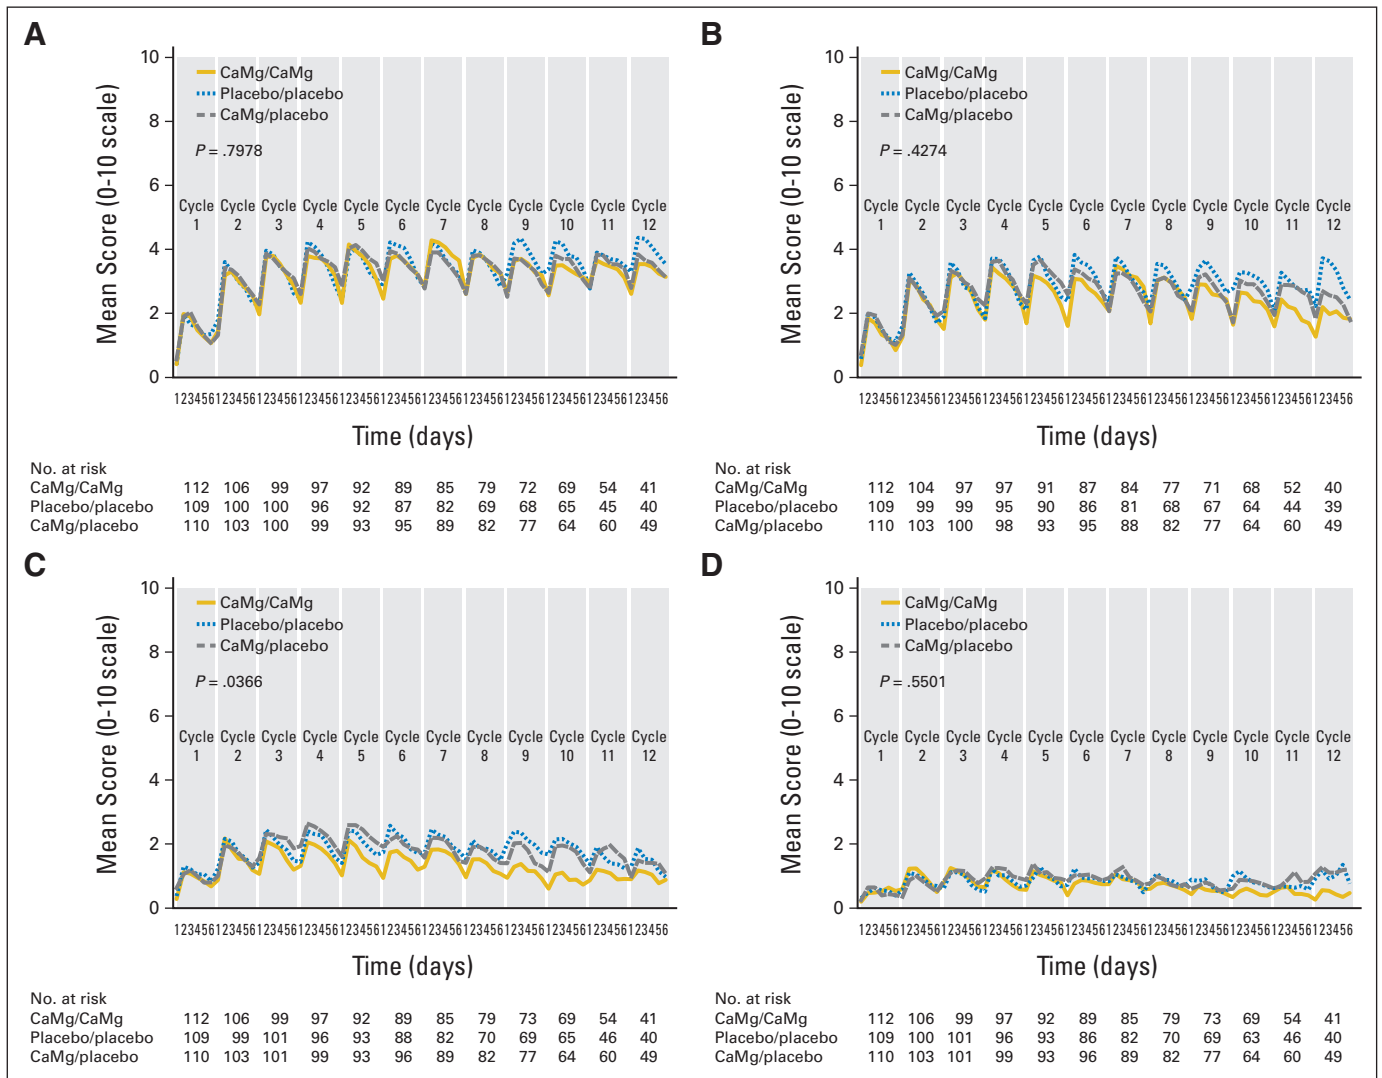 A
Mean Score (0-10 scale)
10
8
6
4
2
0
CaMg/CaMg
Placebo/placebo
CaMg/placebo
P = .7978
Cycle Cycle Cycle Cycle Cycle Cycle Cycle Cycle Cycle Cycle Cycle Cycle
1 2 3 4 5 6 7 8 9 10 11 12
123456123456123456123456123456123456123456123456123456123456123456123456
Time (days)
No. at risk
CaMg/CaMg 112 106 99 97 92 89 85 79 72 69 54 41
Placebo/placebo 109 100 100 96 92 87 82 69 68 65 45 40
CaMg/placebo 110 103 100 99 93 95 89 82 77 64 60 49
B
Mean Score (0-10 scale)
10
8
6
4
2
0
CaMg/CaMg
Placebo/placebo
CaMg/placebo
P = .4274
Cycle Cycle Cycle Cycle Cycle Cycle Cycle Cycle Cycle Cycle Cycle Cycle
1 2 3 4 5 6 7 8 9 10 11 12
123456123456123456123456123456123456123456123456123456123456123456123456
Time (days)
No. at risk
CaMg/CaMg 112 104 97 97 91 87 84 77 71 68 52 40
Placebo/placebo 109 99 99 95 90 86 81 68 67 64 44 39
CaMg/placebo 110 103 100 98 93 95 88 82 77 64 60 49
C
Mean Score (0-10 scale)
10
8
6
4
2
0
CaMg/CaMg
Placebo/placebo
CaMg/placebo
P = .0366
Cycle Cycle Cycle Cycle Cycle Cycle Cycle Cycle Cycle Cycle Cycle Cycle
1 2 3 4 5 6 7 8 9 10 11 12
123456123456123456123456123456123456123456123456123456123456123456123456
Time (days)
No. at risk
CaMg/CaMg 112 106 99 97 92 89 85 79 73 69 54 41
Placebo/placebo 109 99 101 96 93 88 82 70 69 65 46 40
CaMg/placebo 110 103 101 99 93 96 89 82 77 64 60 49
D
Mean Score (0-10 scale)
10
8
6
4
2
0
CaMg/CaMg
Placebo/placebo
CaMg/placebo
P = .5501
Cycle Cycle Cycle Cycle Cycle Cycle Cycle Cycle Cycle Cycle Cycle Cycle
1 2 3 4 5 6 7 8 9 10 11 12
123456123456123456123456123456123456123456123456123456123456123456123456
Time (days)
No. at risk
CaMg/CaMg 112 106 99 97 92 89 85 79 73 69 54 41
Placebo/placebo 109 100 101 96 93 86 82 70 69 63 46 40
CaMg/placebo 110 103 101 99 93 96 89 82 77 64 60 49